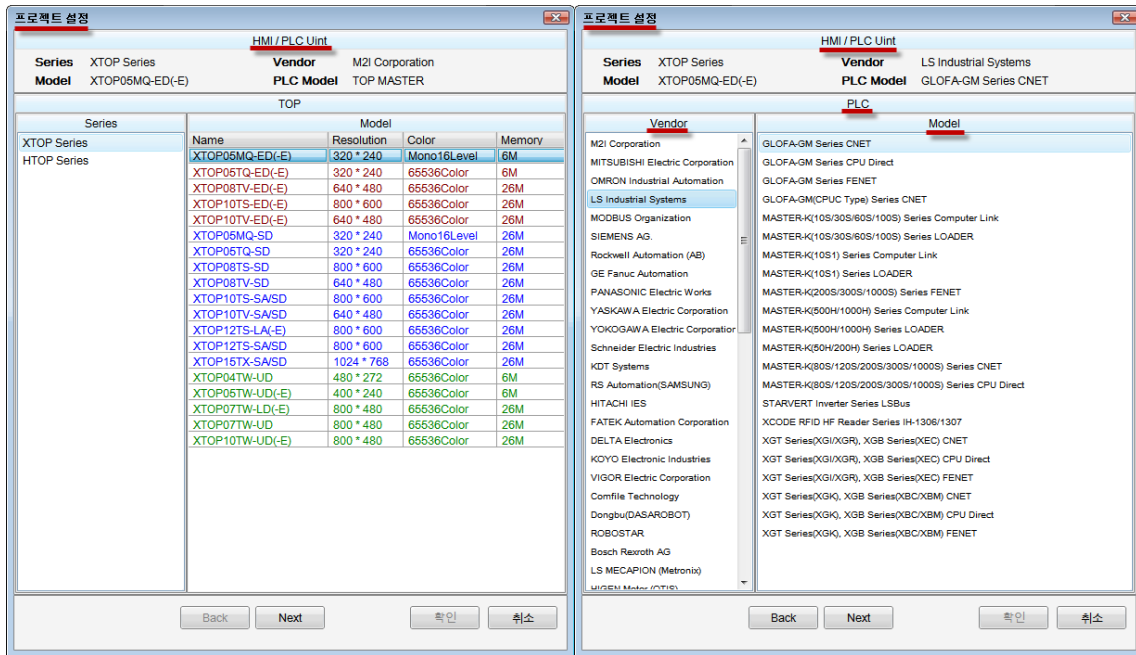 프로젝트 설정
HMI / PLC Uint
Series XTOP Series Vendor M2I Corporation
Model XTOP05MQ-ED(-E) PLC Model TOP MASTER
TOP
Series Model
XTOP Series
HTOP Series
Name Resolution Color Memory
XTOP05MQ-ED(-E) 320 * 240 Mono16Level 6M
XTOP05TQ-ED(-E) 320 * 240 65536Color 6M
XTOP08TV-ED(-E) 640 * 480 65536Color 26M
XTOP10TS-ED(-E) 800 * 600 65536Color 26M
XTOP10TV-ED(-E) 640 * 480 65536Color 26M
XTOP05MQ-SD 320 * 240 Mono16Level 26M
XTOP05TQ-SD 320 * 240 65536Color 26M
XTOP08TS-SD 800 * 600 65536Color 26M
XTOP08TV-SD 640 * 480 65536Color 26M
XTOP10TS-SA/SD 800 * 600 65536Color 26M
XTOP10TV-SA/SD 640 * 480 65536Color 26M
XTOP12TS-LA(-E) 800 * 600 65536Color 26M
XTOP12TS-SA/SD 800 * 600 65536Color 26M
XTOP15TX-SA/SD 1024 * 768 65536Color 26M
XTOP04TW-UD 480 * 272 65536Color 6M
XTOP05TW-UD(-E) 400 * 240 65536Color 6M
XTOP07TW-LD(-E) 800 * 480 65536Color 26M
XTOP07TW-UD 800 * 480 65536Color 26M
XTOP10TW-UD(-E) 800 * 480 65536Color 26M
Back Next 확인 취소
프로젝트 설정
HMI / PLC Uint
Series XTOP Series Vendor LS Industrial Systems
Model XTOP05MQ-ED(-E) PLC Model GLOFA-GM Series CNET
PLC
Vendor Model
M2I Corporation
MITSUBISHI Electric Corporation
OMRON Industrial Automation
LS Industrial Systems
MODBUS Organization
SIEMENS AG.
Rockwell Automation (AB)
GE Fanuc Automation
PANASONIC Electric Works
YASKAWA Electric Corporation
YOKOGAWA Electric Corporation
Schneider Electric Industries
KDT Systems
RS Automation(SAMSUNG)
HITACHI IES
FATEK Automation Corporation
DELTA Electronics
KOYO Electronic Industries
VIGOR Electric Corporation
Comfile Technology
Dongbu(DASAROBOT)
ROBOSTAR
Bosch Rexroth AG
LS MECAPION (Metronix)
HIGEN Motor (OTIS)
GLOFA-GM Series CNET
GLOFA-GM Series CPU Direct
GLOFA-GM Series FENET
GLOFA-GM(CPUC Type) Series CNET
MASTER-K(10S/30S/60S/100S) Series Computer Link
MASTER-K(10S/30S/60S/100S) Series LOADER
MASTER-K(10S1) Series Computer Link
MASTER-K(10S1) Series LOADER
MASTER-K(200S/300S/1000S) Series FENET
MASTER-K(500H/1000H) Series Computer Link
MASTER-K(500H/1000H) Series LOADER
MASTER-K(50H/200H) Series LOADER
MASTER-K(80S/120S/200S/300S/1000S) Series CNET
MASTER-K(80S/120S/200S/300S/1000S) Series CPU Direct
STARVERT Inverter Series LSBus
XCODE RFID HF Reader Series IH-1306/1307
XGT Series(XGI/XGR), XGB Series(XEC) CNET
XGT Series(XGI/XGR), XGB Series(XEC) CPU Direct
XGT Series(XGI/XGR), XGB Series(XEC) FENET
XGT Series(XGK), XGB Series(XBC/XBM) CNET
XGT Series(XGK), XGB Series(XBC/XBM) CPU Direct
XGT Series(XGK), XGB Series(XBC/XBM) FENET
Back Next 확인 취소